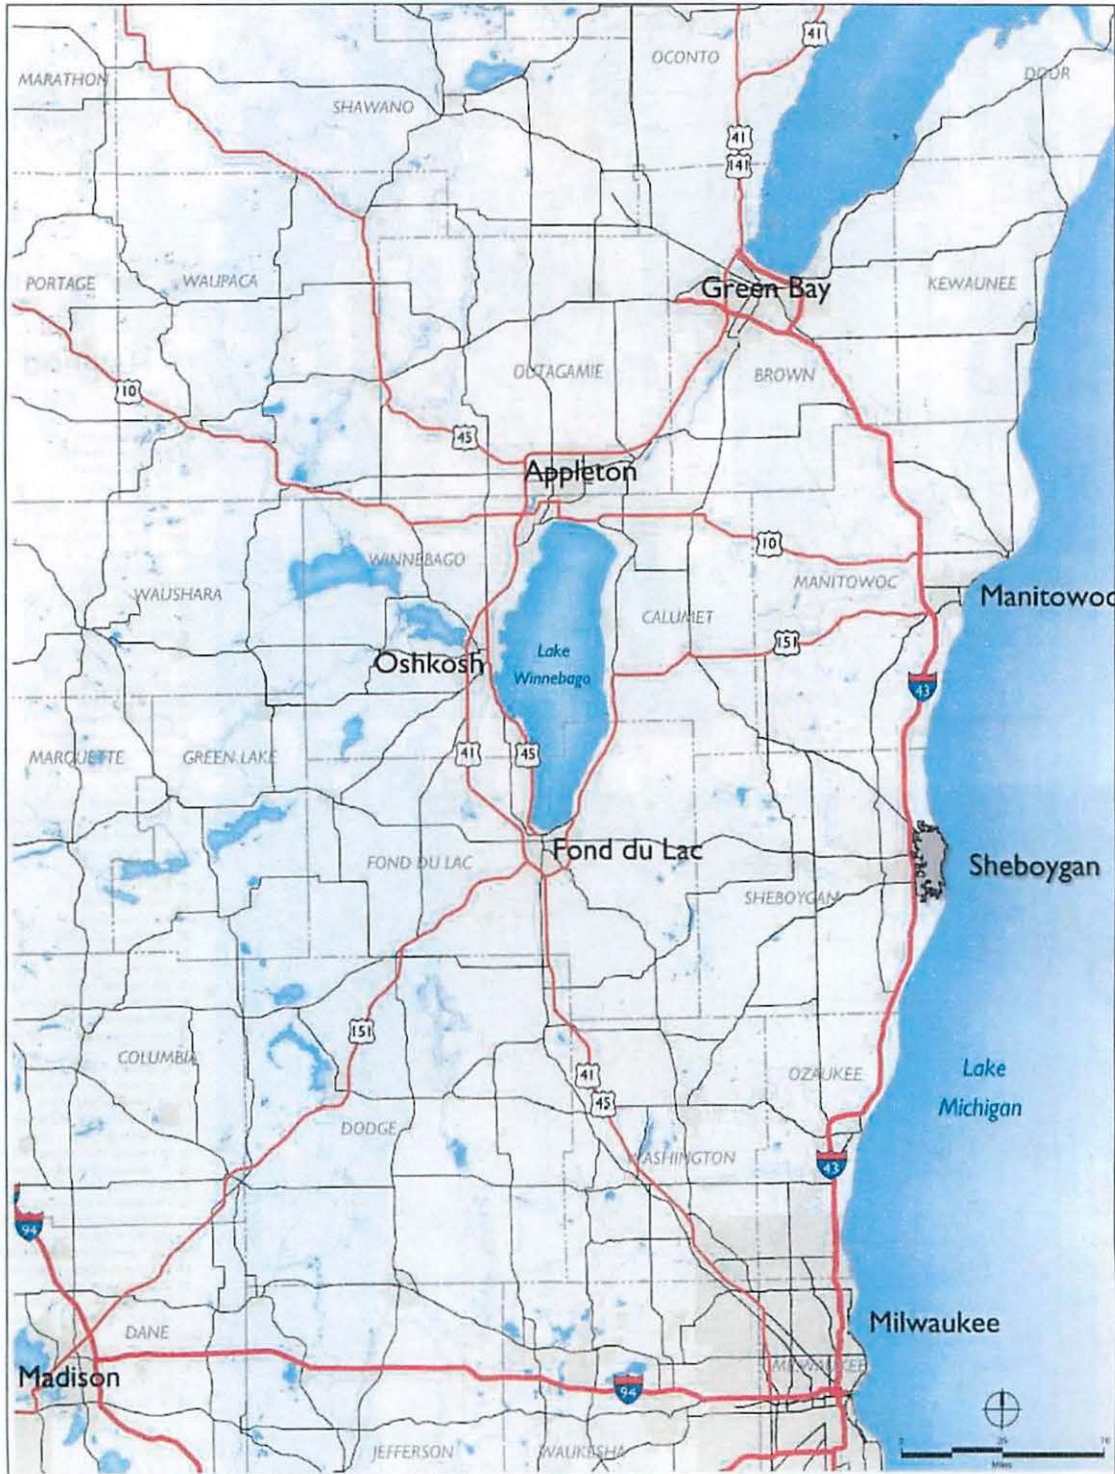 41
OCONTO
DOOR
MARATHON
SHAWANO
41
141
PORTAGE
WAUPACA
Green Bay
KEWAUNEE
OUTAGAMIE
BROWN
10
45
Appleton
10
WINNEBAGO
MANITOWOC
WAUSHARA
Manitowoc
CALUMET
151
Lake
Winnebago
Oshkosh
43
MARQUETTE
GREEN LAKE
41
45
Fond du Lac
FOND DU LAC
Sheboygan
SHEBOYGAN
151
COLUMBIA
41
OZAUKEE
Lake
Michigan
45
DODGE
WASHINGTON
43
94
DANE
Milwaukee
MILWAUKEE
Madison
94
JEFFERSON
WAUKESHA
Miles